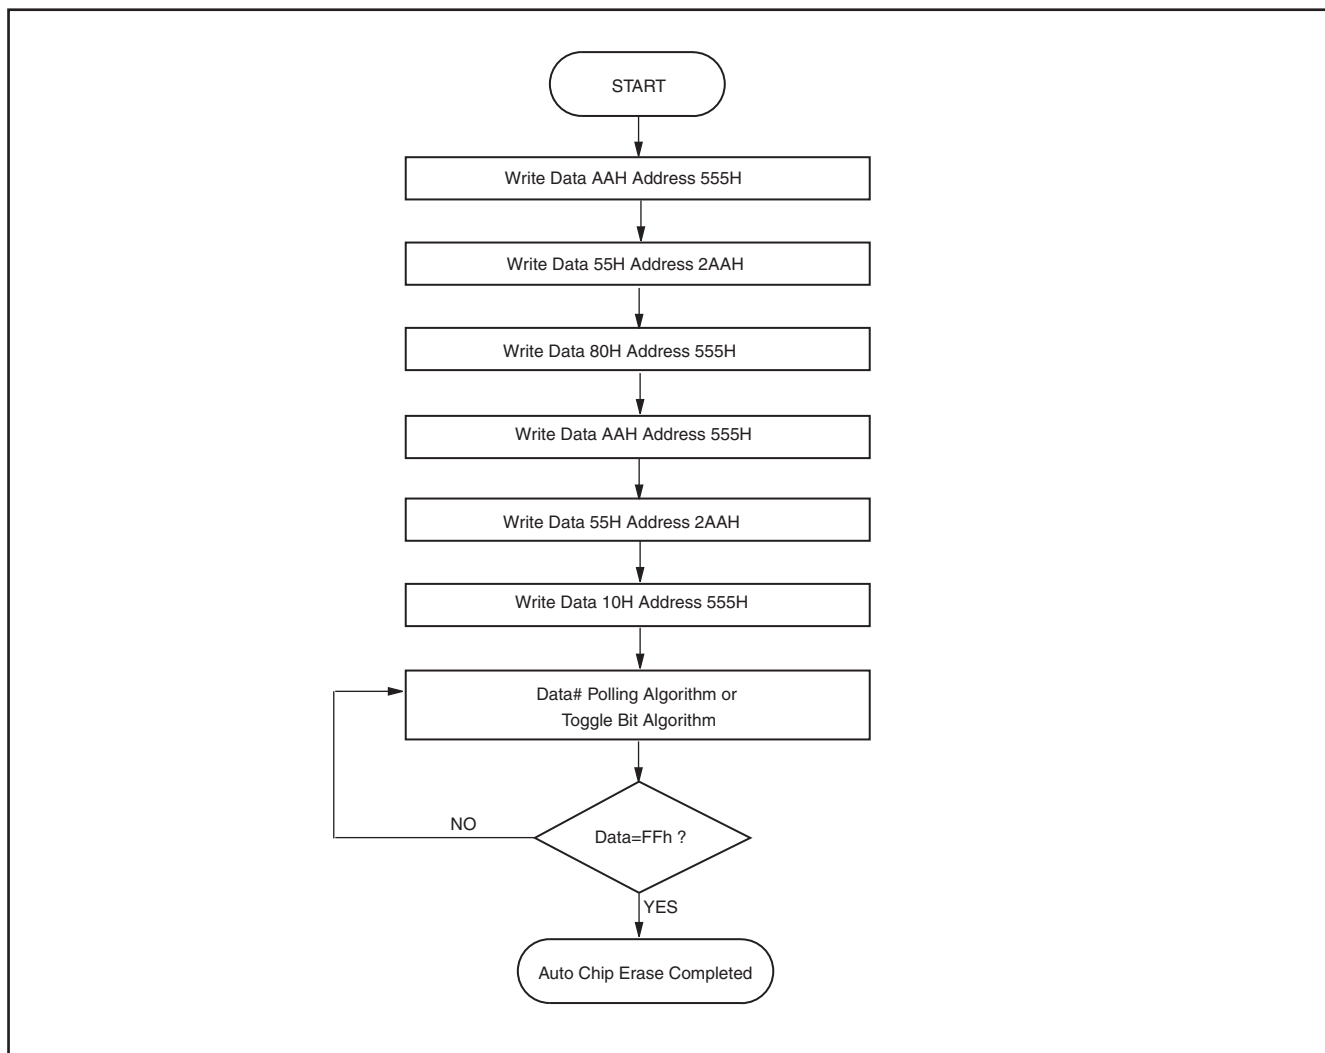 START
Write Data AAH Address 555H
Write Data 55H Address 2AAH
Write Data 80H Address 555H
Write Data AAH Address 555H
Write Data 55H Address 2AAH
Write Data 10H Address 555H
Data# Polling Algorithm or
Toggle Bit Algorithm
NO
Data=FFh ?
YES
Auto Chip Erase Completed